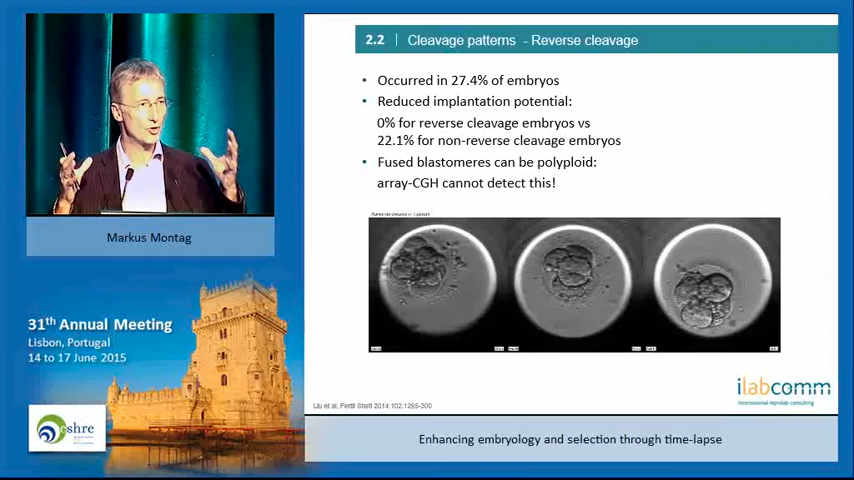 2.2 | Cleavage patterns - Reverse cleavage
• Occurred in 27.4% of embryos
• Reduced implantation potential:
0% for reverse cleavage embryos vs
22.1% for non-reverse cleavage embryos
• Fused blastomeres can be polyploid:
array-CGH cannot detect this!
Markus Montag
31th Annual Meeting
Lisbon, Portugal
14 to 17 June 2015
eshre
Liu et al, Fertil Steril 2014;102:1295-300
ilabcomm
international reprolab consulting
Enhancing embryology and selection through time-lapse